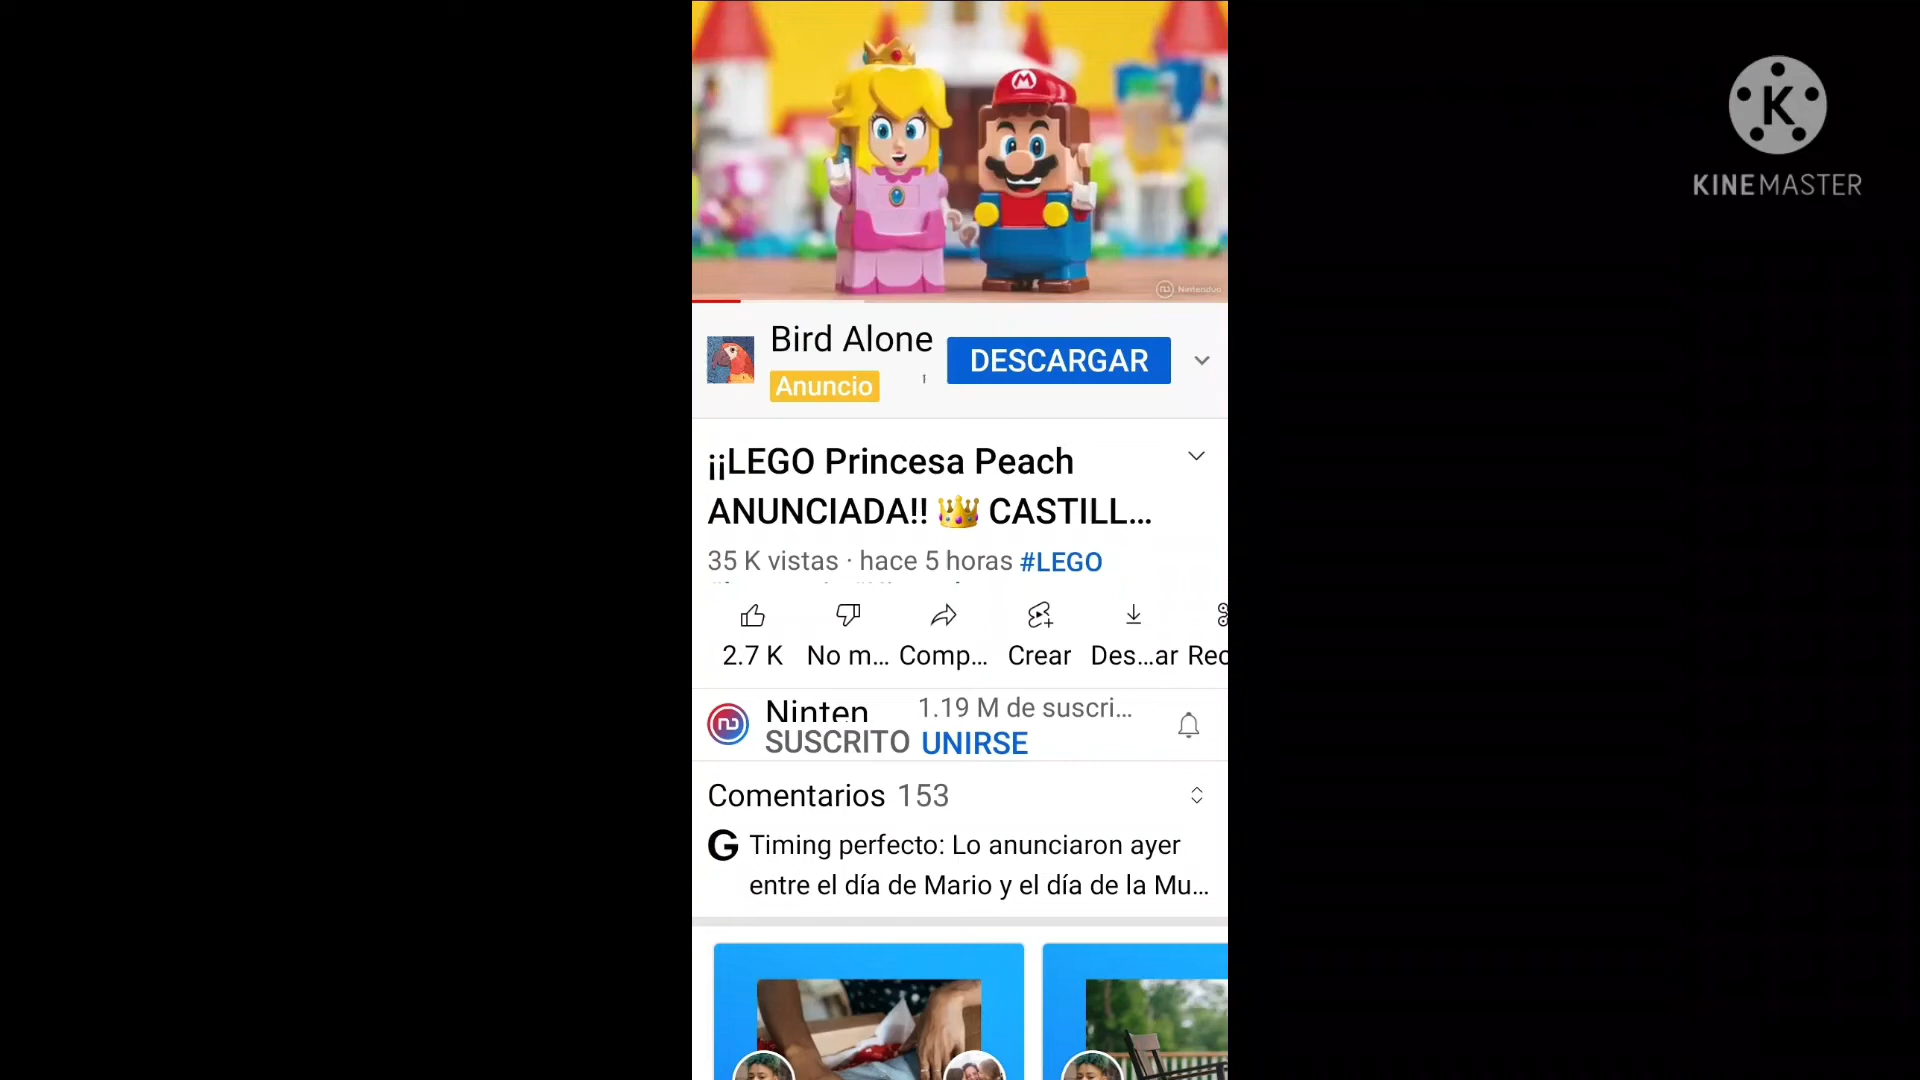 M
Nintenduo
KINEMASTER
Bird Alone
DESCARGAR
Anuncio
¡¡LEGO Princesa Peach
ANUNCIADA!! 👑 CASTILL...
35 K vistas · hace 5 horas #LEGO
2.7 K
No m...
Comp...
Crear
Des...ar
Rec
Ninten
1.19 M de suscri...
SUSCRITO
UNIRSE
Comentarios 153
G
Timing perfecto: Lo anunciaron ayer
entre el día de Mario y el día de la Mu...